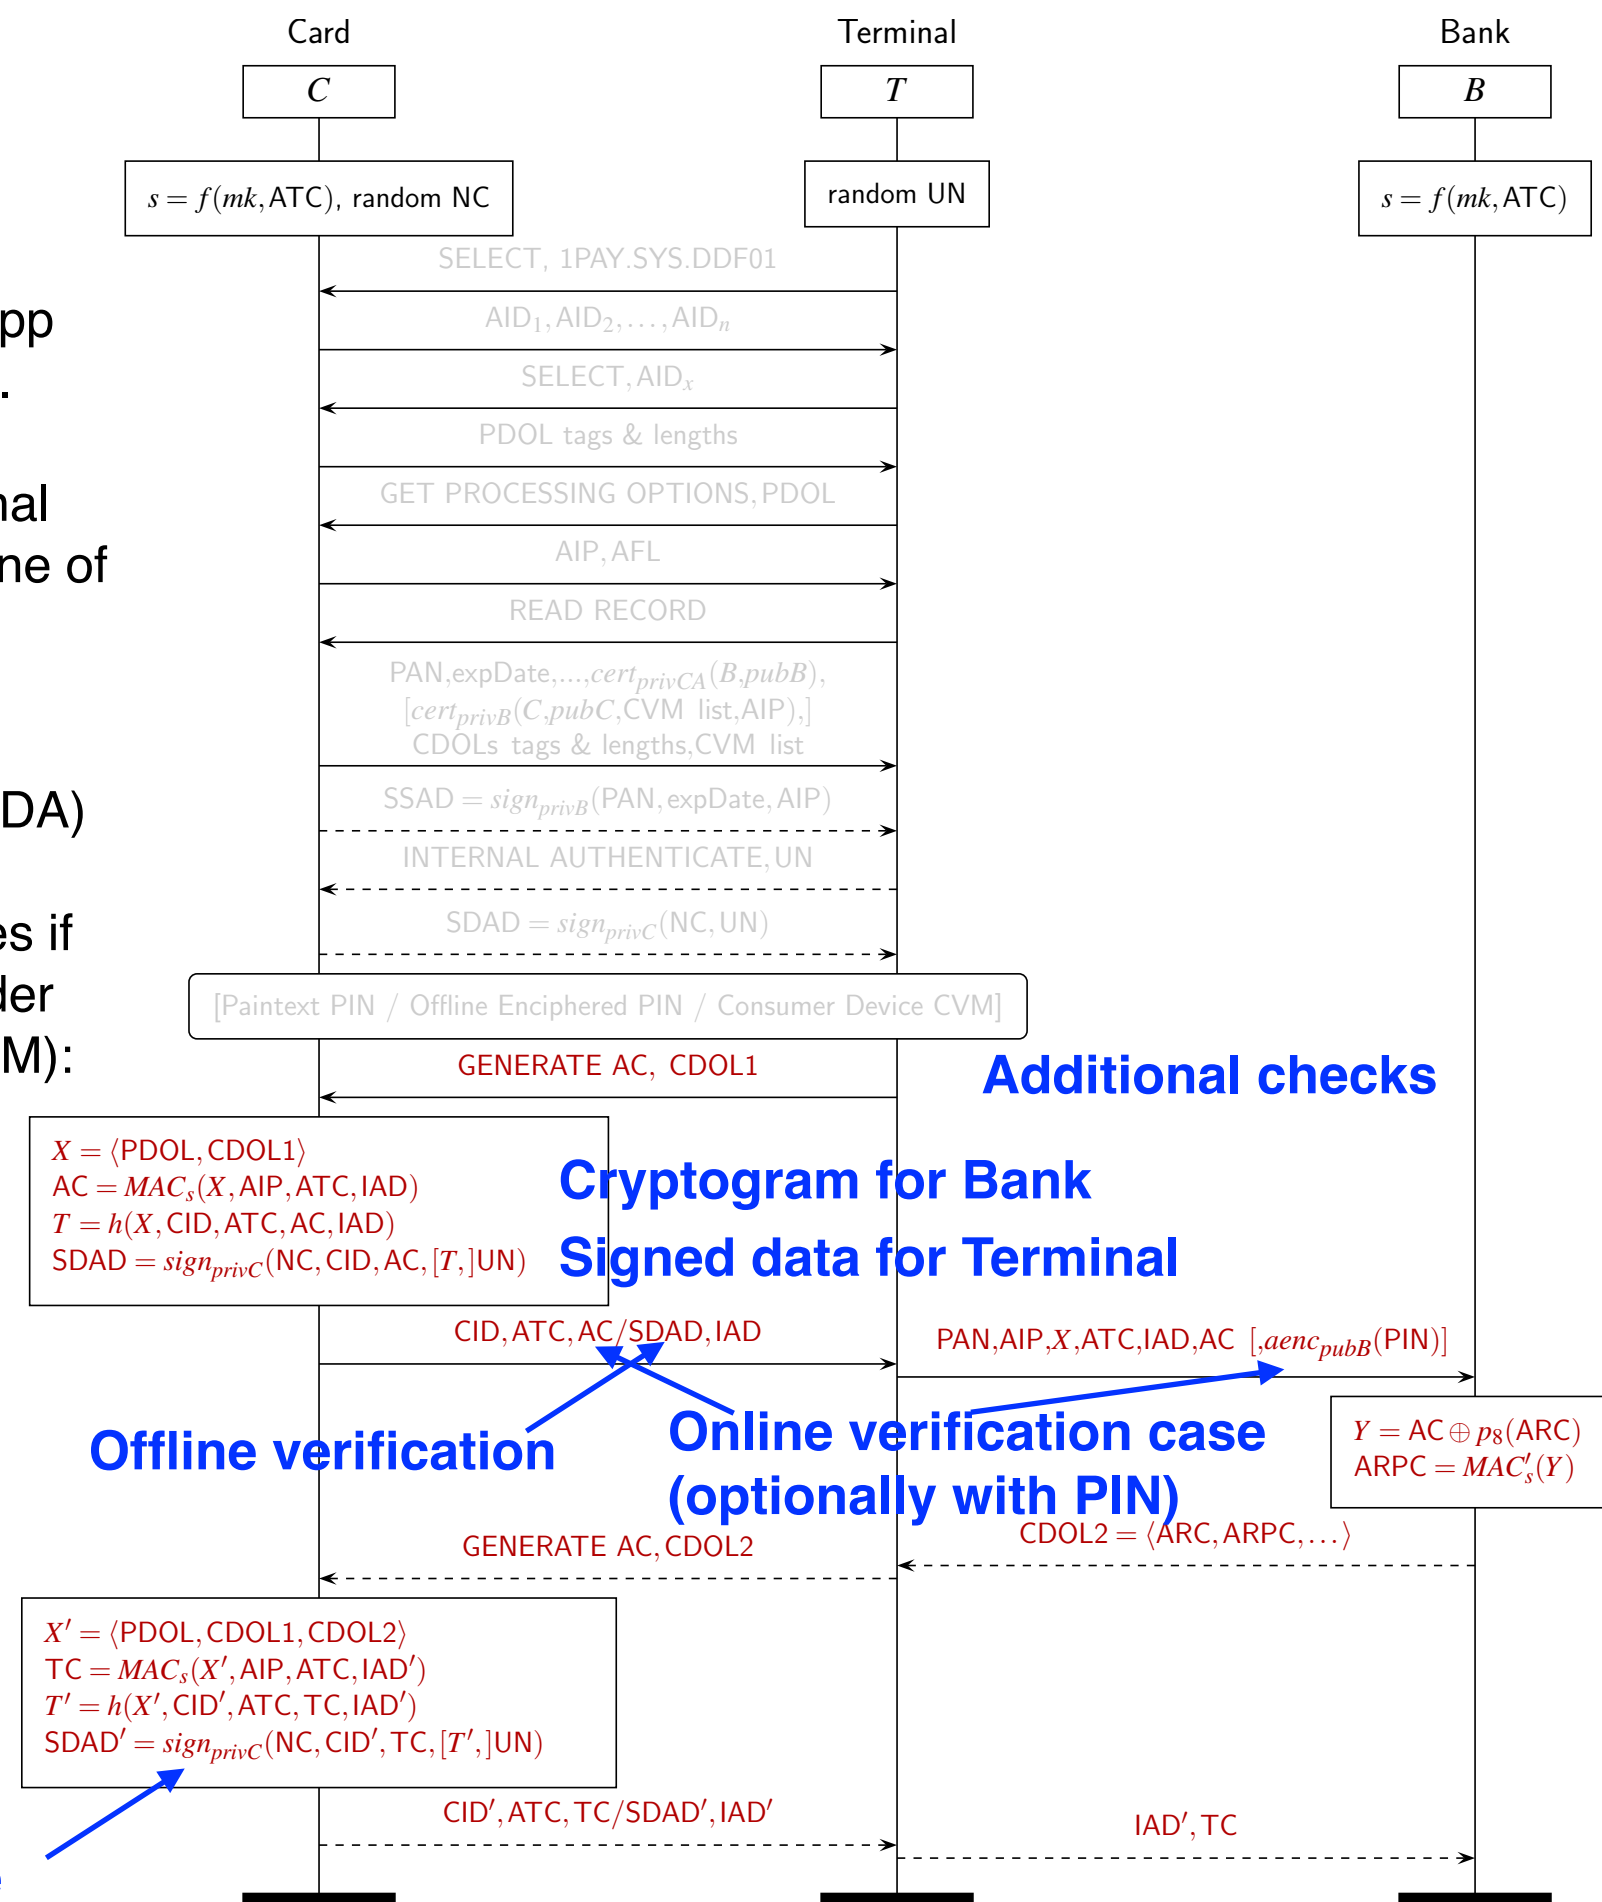 Card
Terminal
Bank
C
T
B
s = f(mk,ATC), random NC
random UN
s = f(mk,ATC)
SELECT, 1PAY.SYS.DDF01
AID₁,AID₂,…,AIDₙ
pp
SELECT,AIDₓ
.
PDOL tags & lengths
nal
GET PROCESSING OPTIONS,PDOL
ne of
AIP,AFL
READ RECORD
PAN,expDate,...,cert_privCA(B,pubB),
[cert_privB(C,pubC,CVM list,AIP),]
CDOLs tags & lengths,CVM list
DA)
SSAD = sign_privB(PAN,expDate,AIP)
INTERNAL AUTHENTICATE,UN
es if
SDAD = sign_privC(NC,UN)
der
[Paintext PIN / Offline Enciphered PIN / Consumer Device CVM]
M):
GENERATE AC, CDOL1
Additional checks
X = ⟨PDOL,CDOL1⟩
AC = MACₛ(X,AIP,ATC,IAD)
Cryptogram for Bank
T = h(X,CID,ATC,AC,IAD)
SDAD = sign_privC(NC,CID,AC,[T,]UN)
Signed data for Terminal
CID,ATC,AC/SDAD,IAD
PAN,AIP,X,ATC,IAD,AC [,aenc_pubB(PIN)]
Offline verification
Online verification case
(optionally with PIN)
Y = AC ⊕ p₈(ARC)
ARPC = MAC′ₛ(Y)
CDOL2 = ⟨ARC,ARPC,…⟩
GENERATE AC,CDOL2
X′ = ⟨PDOL,CDOL1,CDOL2⟩
TC = MACₛ(X′,AIP,ATC,IAD′)
T′ = h(X′,CID′,ATC,TC,IAD′)
SDAD′ = sign_privC(NC,CID′,TC,[T′,]UN)
CID′,ATC,TC/SDAD′,IAD′
IAD′,TC